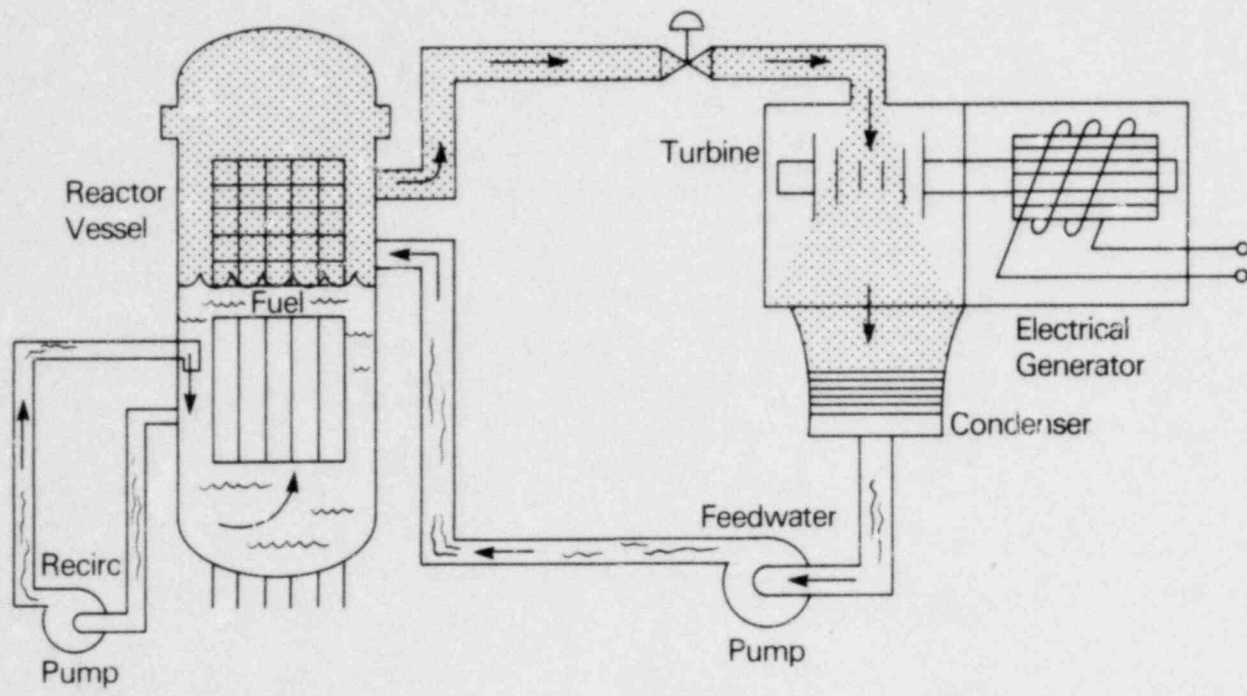 Reactor
Vessel
Turbine
Fuel
Electrical
Generator
Condenser
Feedwater
Recirc
Pump
Pump